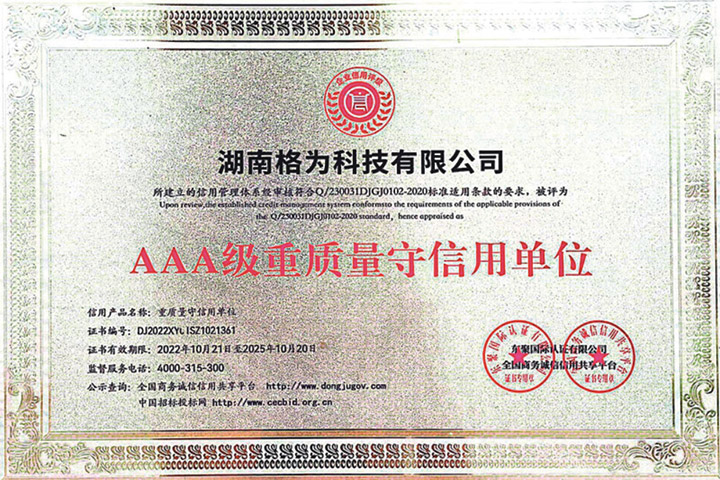 企业信用评级
湖南格为科技有限公司
所建立的信用管理体系经审核符合Q/230031DJGJ0102-2020标准适用条款的要求，被评为
Upon review,the established credit management system conformsto the requirements of the applicable provisions of
the Q/230031DJGJ0102-2020 standard, hence appraised as
AAA级重质量守信用单位
信用产品名称：重质量守信用单位
证书编号：DJ2022XYL ISZ1021361
证书有效期限：2022年10月21日至2025年10月20日
监督服务电话：4000-315-300
公示查询：全国商务诚信信用共享平台 http://www.dongjugov.com
中国招标投标网 http://www.cecbid.org.cn
东聚国际认证有限公司
全国商务诚信信用共享平台